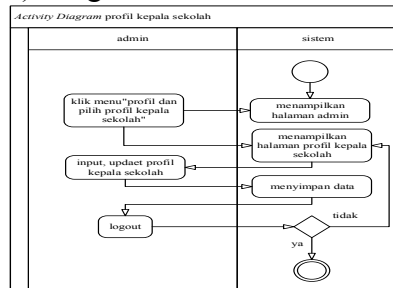 Activity Diagram profil kepala sekolah
admin
sistem
klik menu"profil dan
pilih profil kepala
sekolah"
menampilkan
halaman admin
menampilkan
halaman profil kepala
sekolah
input, updaet profil
kepala sekolah
menyimpan data
logout
tidak
ya